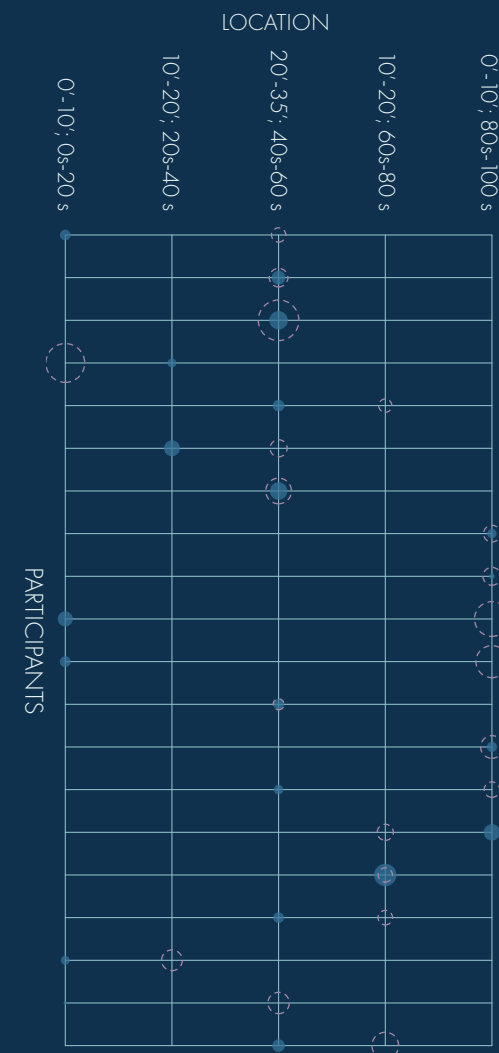 LOCATION
0'-10'; 0s-20 s
10'-20'; 20s-40 s
20'-35'; 40s-60 s
10'-20'; 60s-80 s
0'-10'; 80s-100 s
PARTICIPANTS